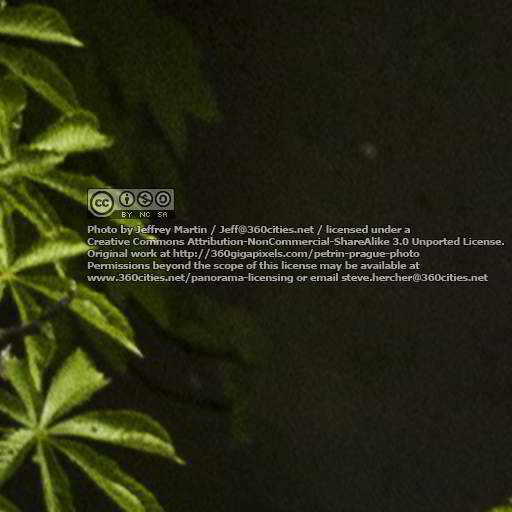 cc
BY NC SA
Photo by Jeffrey Martin / Jeff@360cities.net / licensed under a
Creative Commons Attribution-NonCommercial-ShareAlike 3.0 Unported License.
Original work at http://360gigapixels.com/petrin-prague-photo
Permissions beyond the scope of this license may be available at
www.360cities.net/panorama-licensing or email steve.hercher@360cities.net